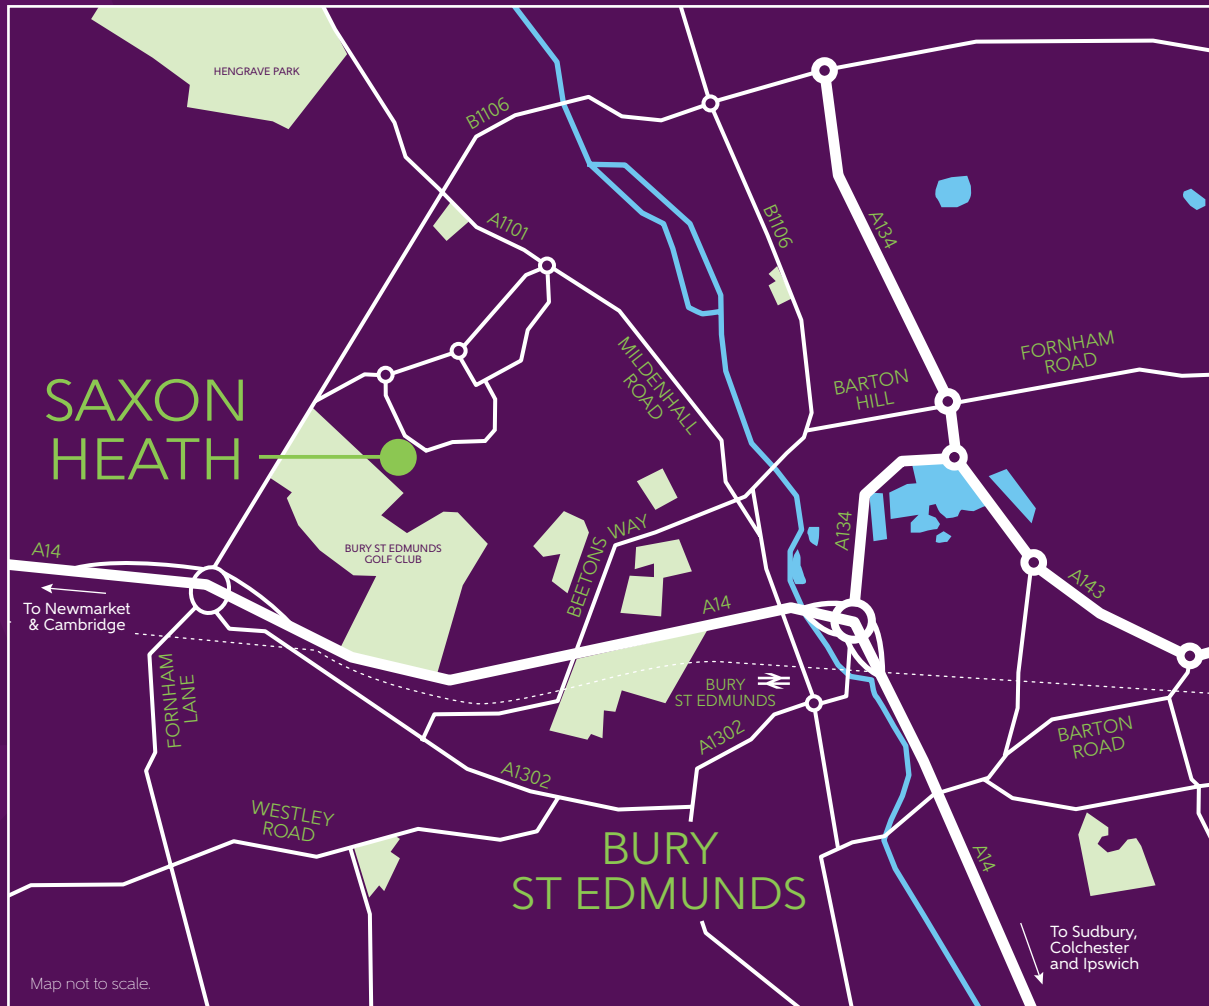 HENGRAVE PARK
B1106
A1101
B1106
A134
MILDENHALL
ROAD
FORNHAM
ROAD
BARTON
HILL
SAXON
HEATH
A14
To Newmarket
& Cambridge
BURY ST EDMUNDS
GOLF CLUB
BEETONS WAY
A134
A14
A143
FORNHAM
LANE
BURY
ST EDMUNDS
A1302
A1302
BARTON
ROAD
WESTLEY
ROAD
BURY
ST EDMUNDS
A14
To Sudbury,
Colchester
and Ipswich
Map not to scale.